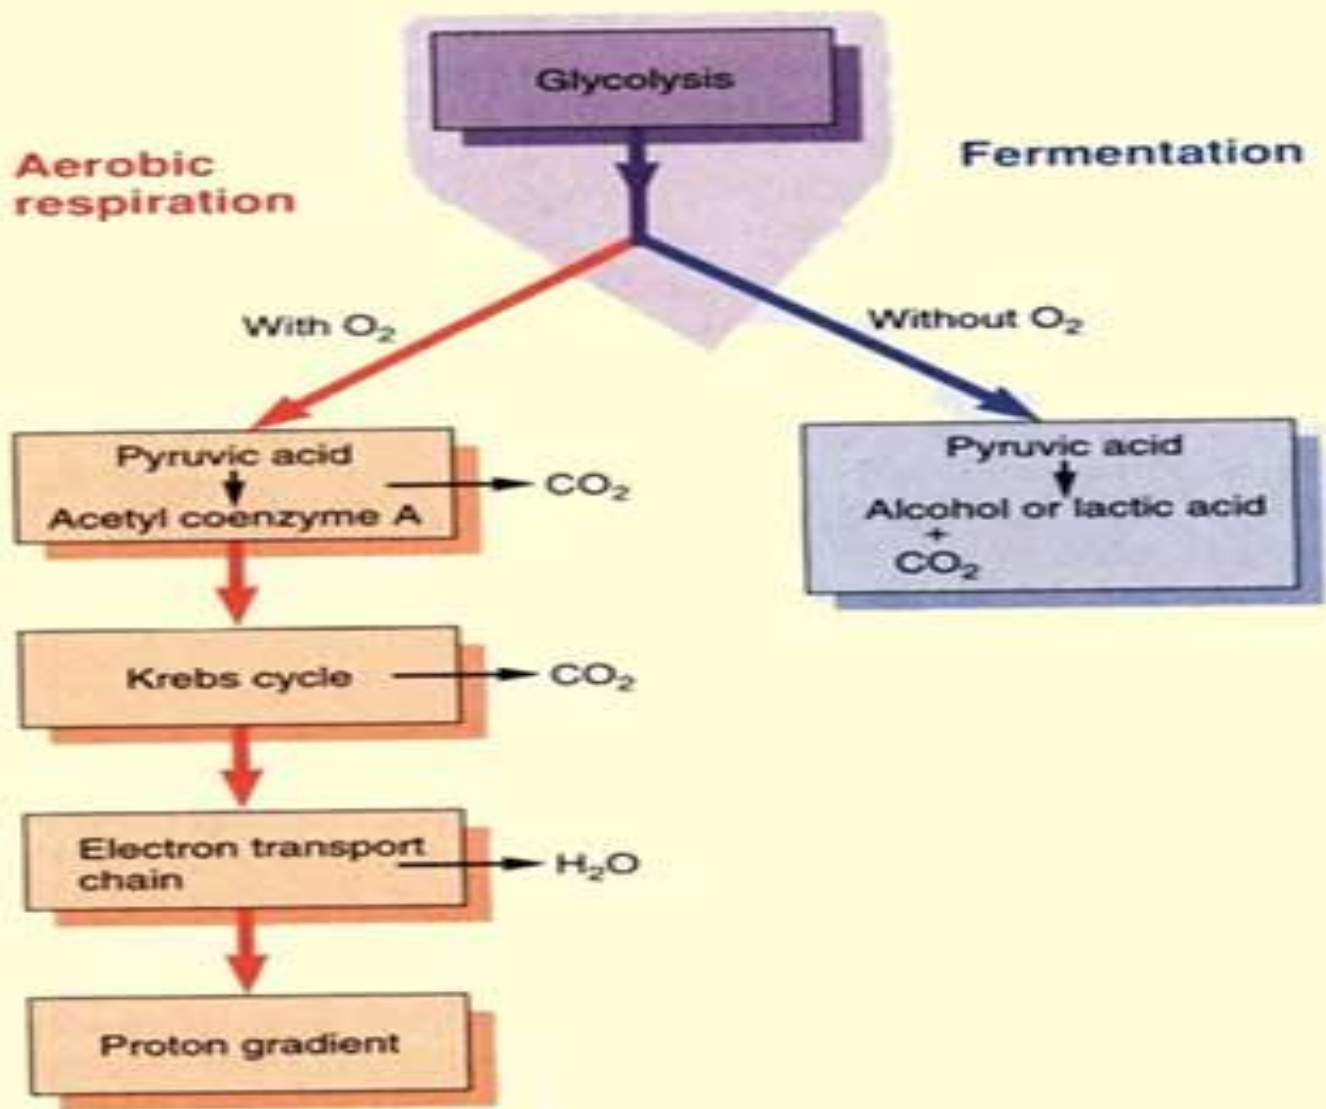 Glycolysis
Aerobic
respiration
Fermentation
With O₂
Without O₂
Pyruvic acid
Acetyl coenzyme A
CO₂
Pyruvic acid
Alcohol or lactic acid
+
CO₂
Krebs cycle
CO₂
Electron transport
chain
H₂O
Proton gradient